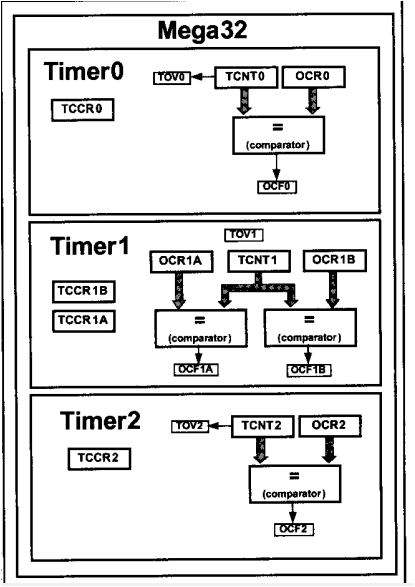 Mega32
Timer0
TOV0
TCNT0
OCR0
TCCR0
=
(comparator)
OCF0
Timer1
TOV1
OCR1A
TCNT1
OCR1B
TCCR1B
TCCR1A
=
(comparator)
=
(comparator)
OCF1A
OCF1B
Timer2
TOV2
TCNT2
OCR2
TCCR2
=
(comparator)
OCF2